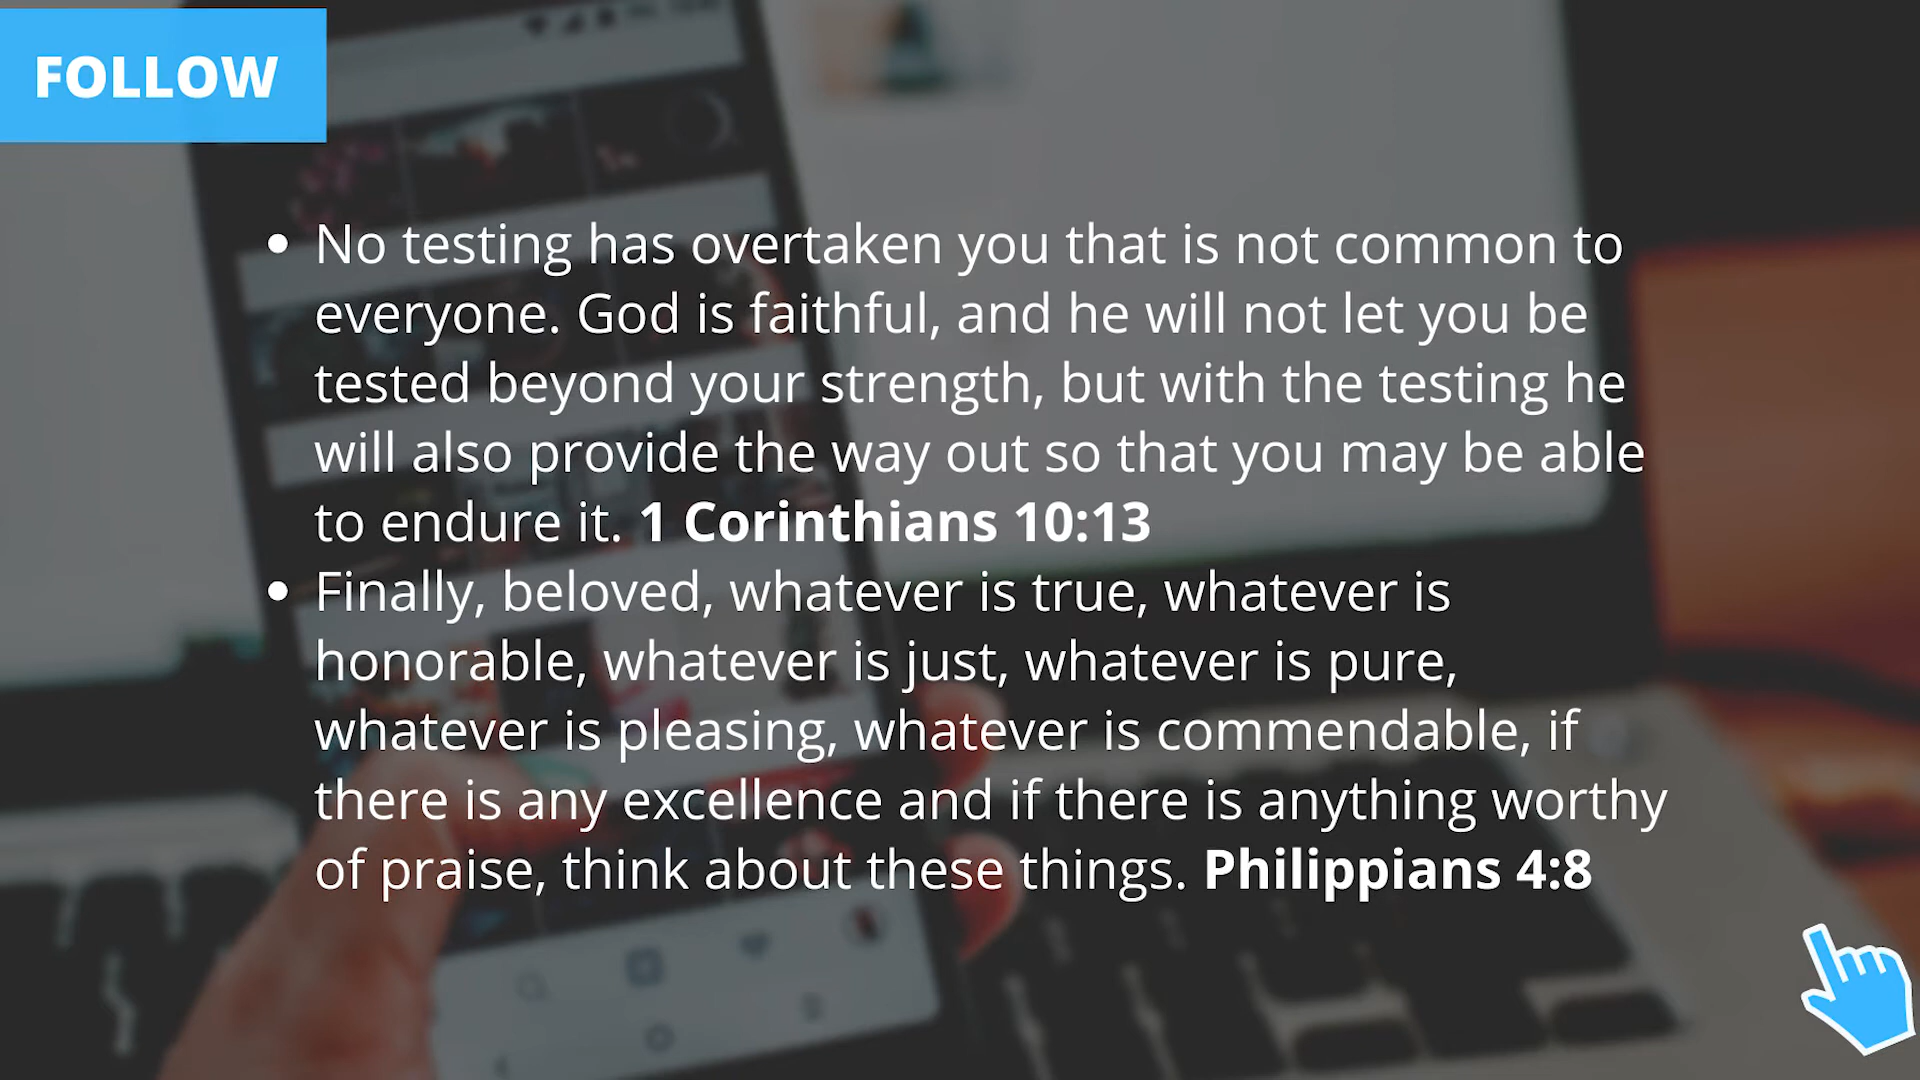 FOLLOW
• No testing has overtaken you that is not common to
everyone. God is faithful, and he will not let you be
tested beyond your strength, but with the testing he
will also provide the way out so that you may be able
to endure it. 1 Corinthians 10:13
• Finally, beloved, whatever is true, whatever is
honorable, whatever is just, whatever is pure,
whatever is pleasing, whatever is commendable, if
there is any excellence and if there is anything worthy
of praise, think about these things. Philippians 4:8